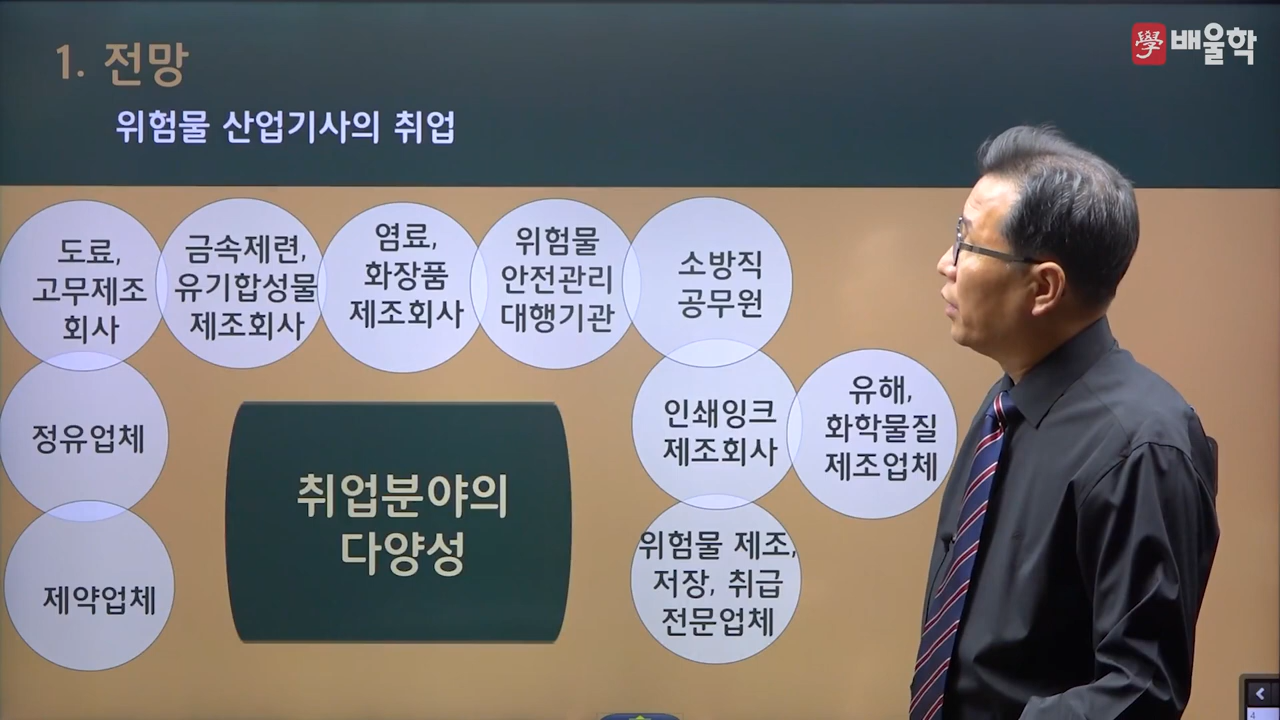 1. 전망
學 배울학
위험물 산업기사의 취업
도료,
고무제조
회사
금속제련,
유기합성물
제조회사
염료,
화장품
제조회사
위험물
안전관리
대행기관
소방직
공무원
정유업체
인쇄잉크
제조회사
유해,
화학물질
제조업체
취업분야의
다양성
제약업체
위험물 제조,
저장, 취급
전문업체
4